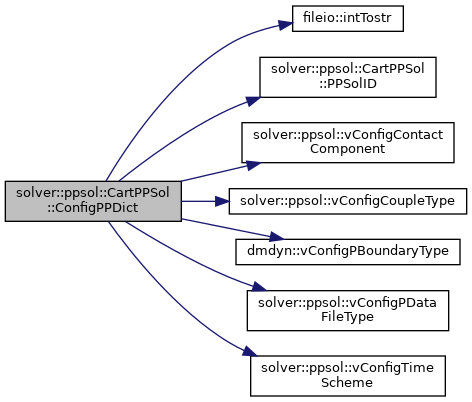 fileio::intTostr
solver::ppsol::CartPPSol
::PPSolID
solver::ppsol::vConfigContact
Component
solver::ppsol::CartPPSol
::ConfigPPDict
solver::ppsol::vConfigCoupleType
dmdyn::vConfigPBoundaryType
solver::ppsol::vConfigPData
FileType
solver::ppsol::vConfigTime
Scheme